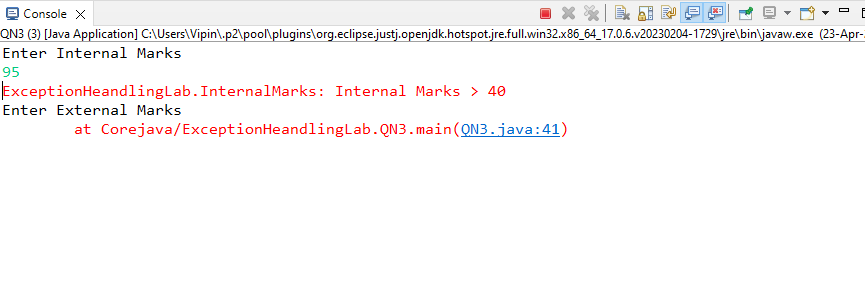 Console
QN3 (3) [Java Application] C:\Users\Vipin\.p2\pool\plugins\org.eclipse.justj.openjdk.hotspot.jre.full.win32.x86_64_17.0.6.v20230204-1729\jre\bin\javaw.exe (23-Apr-
Enter Internal Marks
95
ExceptionHeandlingLab.InternalMarks: Internal Marks > 40
Enter External Marks
at Corejava/ExceptionHeandlingLab.QN3.main(QN3.java:41)